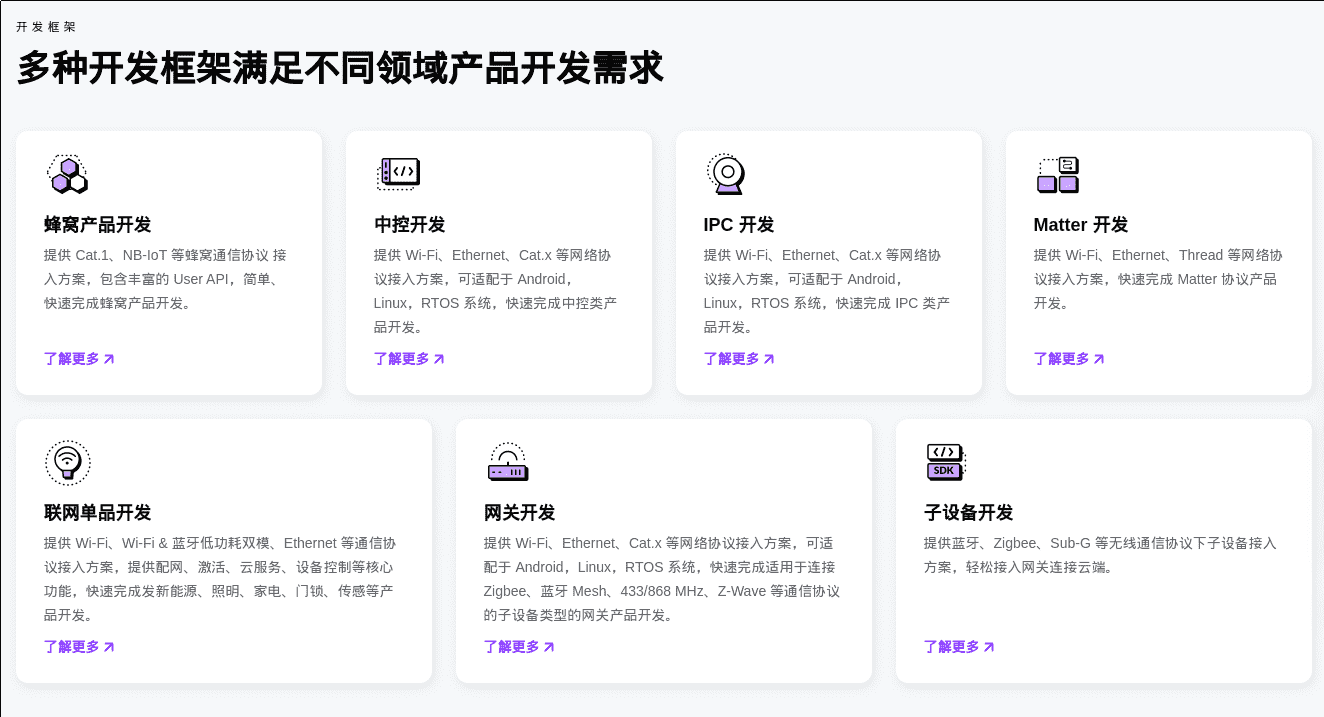 开发框架
多种开发框架满足不同领域产品开发需求
蜂窝产品开发
提供 Cat.1、NB-IoT 等蜂窝通信协议 接
入方案，包含丰富的 User API，简单、
快速完成蜂窝产品开发。
了解更多
中控开发
提供 Wi-Fi、Ethernet、Cat.x 等网络协
议接入方案，可适配于 Android，
Linux，RTOS 系统，快速完成中控类产
品开发。
了解更多
IPC 开发
提供 Wi-Fi、Ethernet、Cat.x 等网络协
议接入方案，可适配于 Android，
Linux，RTOS 系统，快速完成 IPC 类产
品开发。
了解更多
Matter 开发
提供 Wi-Fi、Ethernet、Thread 等网络协
议接入方案，快速完成 Matter 协议产品
开发。
了解更多
联网单品开发
提供 Wi-Fi、Wi-Fi & 蓝牙低功耗双模、Ethernet 等通信协
议接入方案，提供配网、激活、云服务、设备控制等核心
功能，快速完成发新能源、照明、家电、门锁、传感等产
品开发。
了解更多
网关开发
提供 Wi-Fi、Ethernet、Cat.x 等网络协议接入方案，可适
配于 Android，Linux，RTOS 系统，快速完成适用于连接
Zigbee、蓝牙 Mesh、433/868 MHz、Z-Wave 等通信协议
的子设备类型的网关产品开发。
了解更多
</>
SDK
子设备开发
提供蓝牙、Zigbee、Sub-G 等无线通信协议下子设备接入
方案，轻松接入网关连接云端。
了解更多